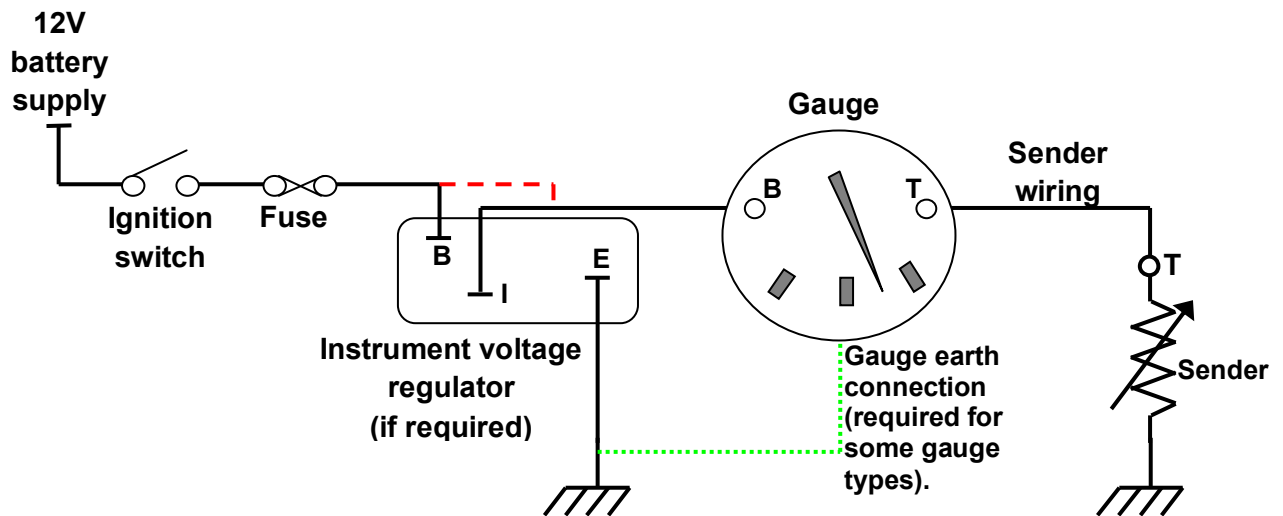 12V
battery
supply
Ignition
switch
Fuse
B
I
E
Instrument voltage
regulator
(if required)
Gauge
B
T
Gauge earth
connection
(required for
some gauge
types).
Sender
wiring
T
Sender